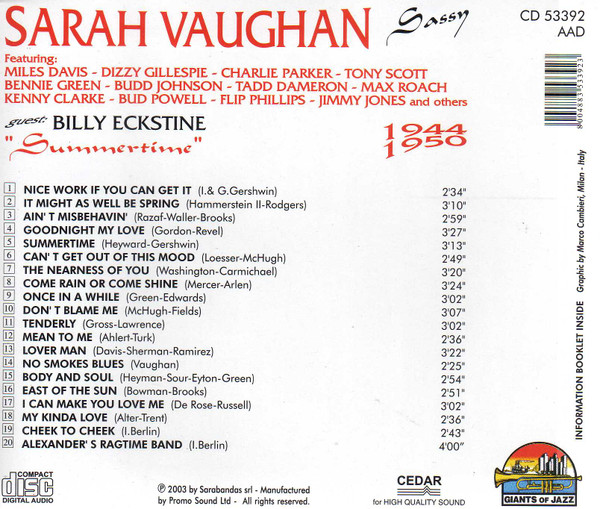 SARAH VAUGHAN Sassy
CD 53392
AAD
8004883533923
Featuring:
MILES DAVIS - DIZZY GILLESPIE - CHARLIE PARKER - TONY SCOTT
BENNIE GREEN - BUDD JOHNSON - TADD DAMERON - MAX ROACH
KENNY CLARKE - BUD POWELL - FLIP PHILLIPS - JIMMY JONES and others
guest: BILLY ECKSTINE
"Summertime"
1944
1950
1 NICE WORK IF YOU CAN GET IT (I.& G.Gershwin) 2'34"
2 IT MIGHT AS WELL BE SPRING (Hammerstein II-Rodgers) 3'10"
3 AIN' T MISBEHAVIN' (Razaf-Waller-Brooks) 2'59"
4 GOODNIGHT MY LOVE (Gordon-Revel) 3'27"
5 SUMMERTIME (Heyward-Gershwin) 3'13"
6 CAN' T GET OUT OF THIS MOOD (Loesser-McHugh) 2'49"
7 THE NEARNESS OF YOU (Washington-Carmichael) 3'20"
8 COME RAIN OR COME SHINE (Mercer-Arlen) 3'24"
9 ONCE IN A WHILE (Green-Edwards) 3'02"
10 DON' T BLAME ME (McHugh-Fields) 3'07"
11 TENDERLY (Gross-Lawrence) 3'02"
12 MEAN TO ME (Ahlert-Turk) 2'36"
13 LOVER MAN (Davis-Sherman-Ramirez) 3'22"
14 NO SMOKES BLUES (Vaughan) 2'25"
15 BODY AND SOUL (Heyman-Sour-Eyton-Green) 2'54"
16 EAST OF THE SUN (Bowman-Brooks) 2'51"
17 I CAN MAKE YOU LOVE ME (De Rose-Russell) 3'02"
18 MY KINDA LOVE (Alter-Trent) 2'36"
19 CHEEK TO CHEEK (I.Berlin) 2'43"
20 ALEXANDER' S RAGTIME BAND (I.Berlin) 4'00"
INFORMATION BOOKLET INSIDE Graphic by Marco Cambieri, Milan - Italy
COMPACT
disc
DIGITAL AUDIO
℗ 2003 by Sarabandas srl - Manufactured
by Promo Sound Ltd - All Rights Reserved
CEDAR
for HIGH QUALITY SOUND
GIANTS OF JAZZ